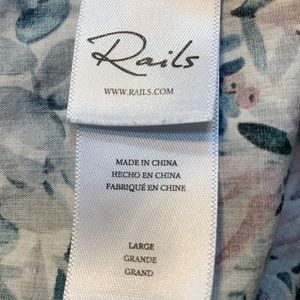 Rails
WWW.RAILS.COM
MADE IN CHINA
HECHO EN CHINA
FABRIQUÉ EN CHINE
LARGE
GRANDE
GRAND